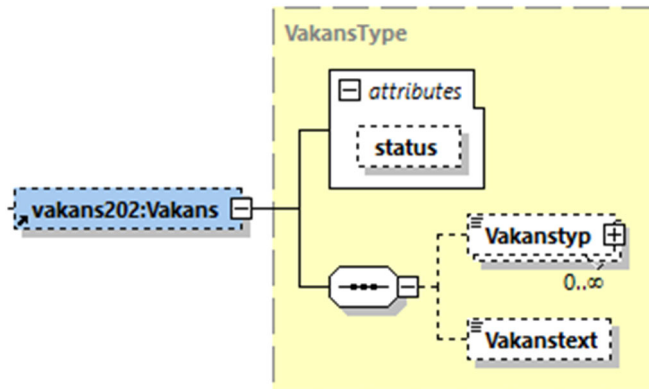 VakansType
attributes
status
vakans202:Vakans
Vakanstyp
0..∞
Vakanstext